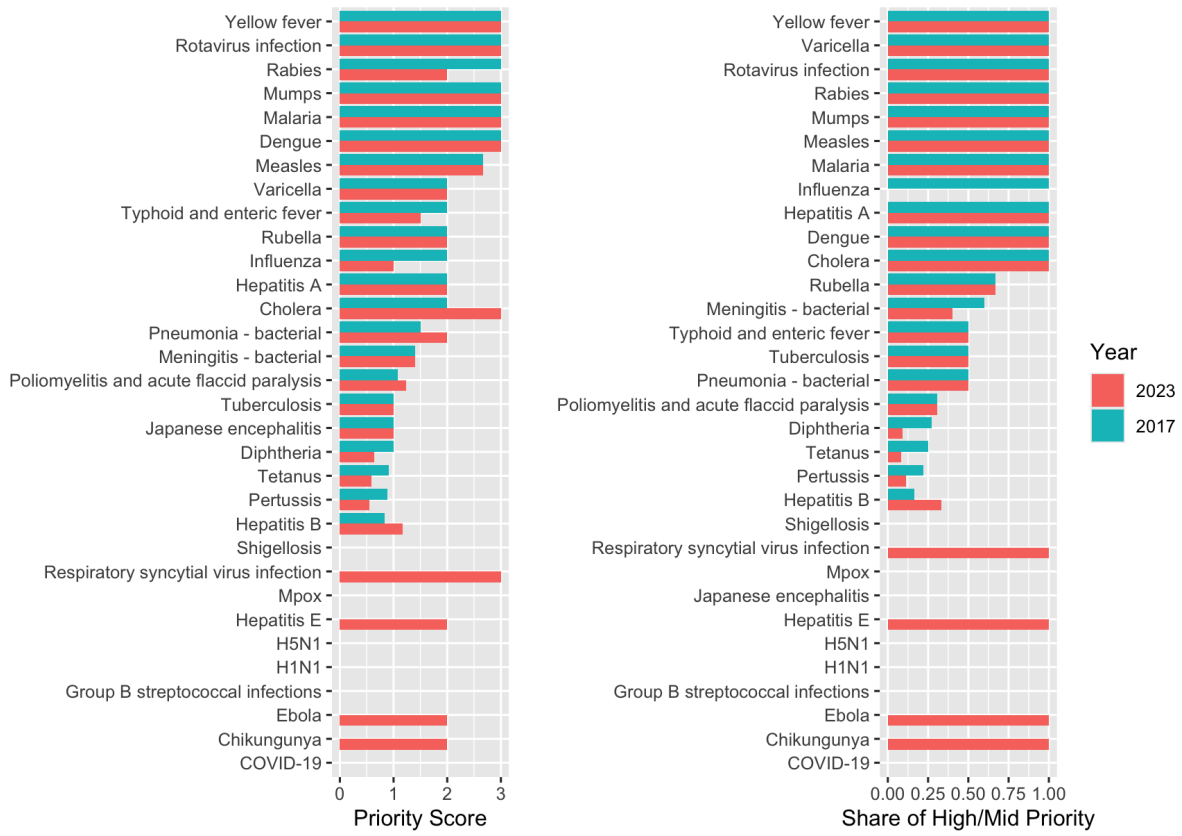 Yellow fever
Rotavirus infection
Rabies
Mumps
Malaria
Dengue
Measles
Varicella
Typhoid and enteric fever
Rubella
Influenza
Hepatitis A
Cholera
Pneumonia - bacterial
Meningitis - bacterial
Poliomyelitis and acute flaccid paralysis
Tuberculosis
Japanese encephalitis
Diphtheria
Tetanus
Pertussis
Hepatitis B
Shigellosis
Respiratory syncytial virus infection
Mpox
Hepatitis E
H5N1
H1N1
Group B streptococcal infections
Ebola
Chikungunya
COVID-19
0 1 2 3
Priority Score
Yellow fever
Varicella
Rotavirus infection
Rabies
Mumps
Measles
Malaria
Influenza
Hepatitis A
Dengue
Cholera
Rubella
Meningitis - bacterial
Typhoid and enteric fever
Tuberculosis
Pneumonia - bacterial
Poliomyelitis and acute flaccid paralysis
Diphtheria
Tetanus
Pertussis
Hepatitis B
Shigellosis
Respiratory syncytial virus infection
Mpox
Japanese encephalitis
Hepatitis E
H5N1
H1N1
Group B streptococcal infections
Ebola
Chikungunya
COVID-19
0.00 0.25 0.50 0.75 1.00
Share of High/Mid Priority
Year
2023
2017